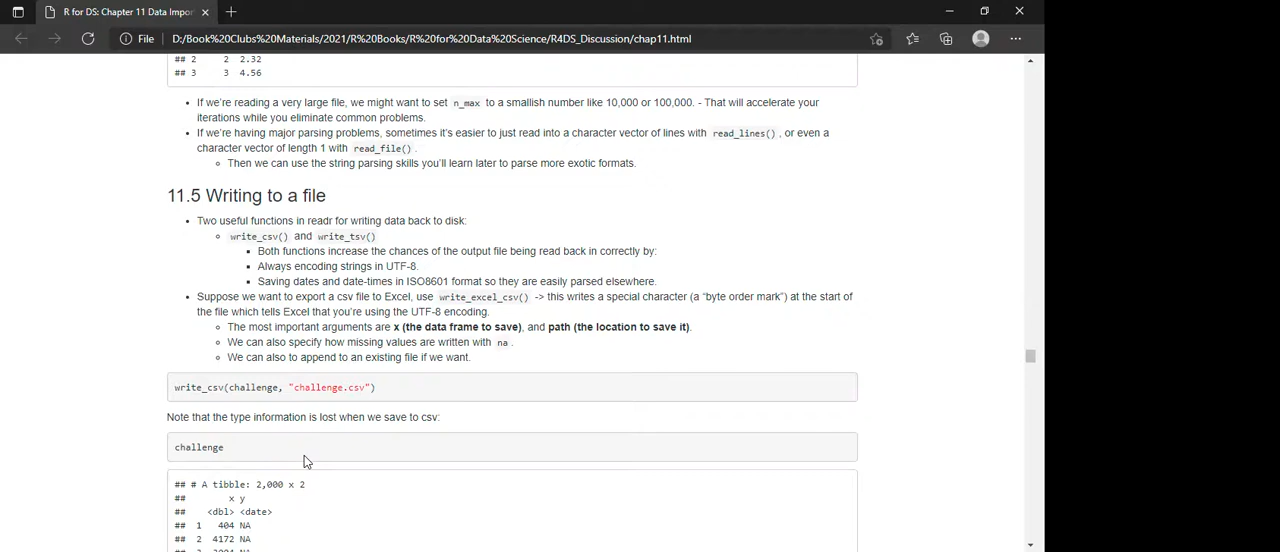 R for DS: Chapter 11 Data Impor
File D:/Book%20Clubs%20Materials/2021/R%20Books/R%20for%20Data%20Science/R4DS_Discussion/chap11.html
## 2 2 2.32
## 3 3 4.56
If we're reading a very large file, we might want to set n_max to a smallish number like 10,000 or 100,000. - That will accelerate your
iterations while you eliminate common problems.
If we're having major parsing problems, sometimes it's easier to just read into a character vector of lines with read_lines() , or even a
character vector of length 1 with read_file() .
Then we can use the string parsing skills you'll learn later to parse more exotic formats.
11.5 Writing to a file
Two useful functions in readr for writing data back to disk:
write_csv() and write_tsv()
Both functions increase the chances of the output file being read back in correctly by:
Always encoding strings in UTF-8.
Saving dates and date-times in ISO8601 format so they are easily parsed elsewhere.
Suppose we want to export a csv file to Excel, use write_excel_csv() -> this writes a special character (a "byte order mark") at the start
of the file which tells Excel that you're using the UTF-8 encoding.
The most important arguments are x (the data frame to save), and path (the location to save it).
We can also specify how missing values are written with na .
We can also to append to an existing file if we want.
write_csv(challenge, "challenge.csv")
Note that the type information is lost when we save to csv:
challenge
## # A tibble: 2,000 x 2
## x y
## <dbl> <date>
## 1 404 NA
## 2 4172 NA